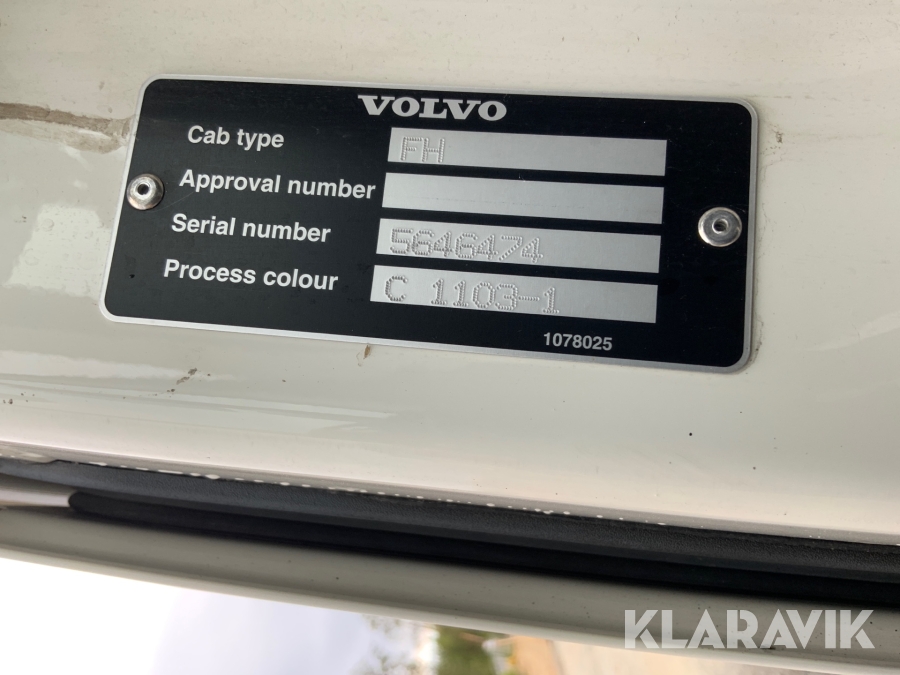 VOLVO
Cab type FH
Approval number
Serial number 5646474
Process colour C 1103-1
1078025
KLARAVIK